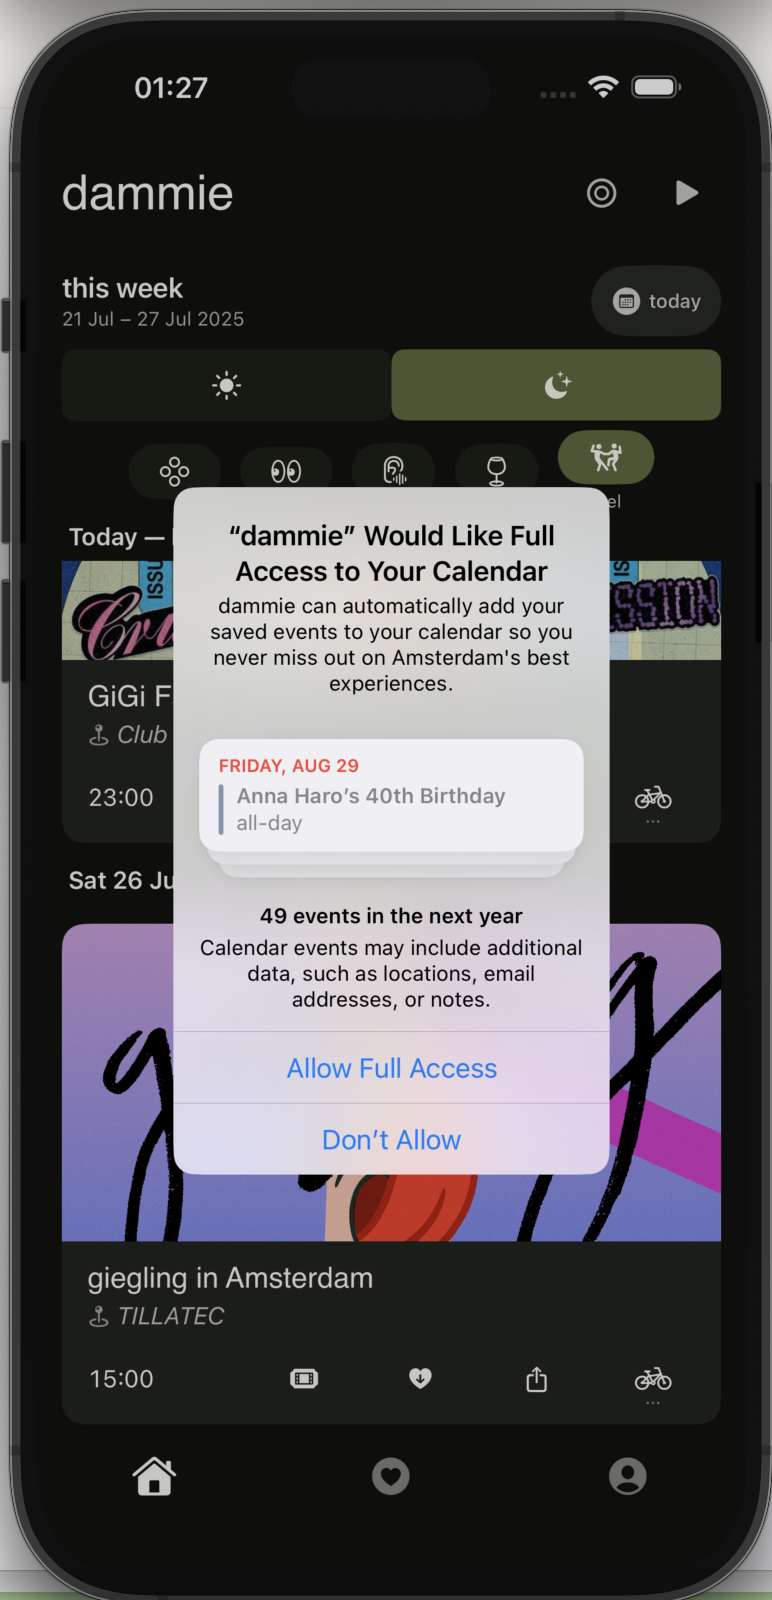 01:27
dammie
this week
21 Jul – 27 Jul 2025
today
el
Today —
ISSU
IS
Cru
SSION
GiGi F
Club
23:00
...
Sat 26 Ju
“dammie” Would Like Full
Access to Your Calendar
dammie can automatically add your
saved events to your calendar so you
never miss out on Amsterdam's best
experiences.
FRIDAY, AUG 29
Anna Haro’s 40th Birthday
all-day
49 events in the next year
Calendar events may include additional
data, such as locations, email
addresses, or notes.
Allow Full Access
Don’t Allow
g
g
giegling in Amsterdam
TILLATEC
15:00
...